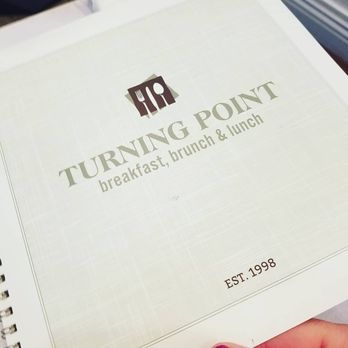 TURNING POINT
breakfast, brunch & lunch
EST. 1998